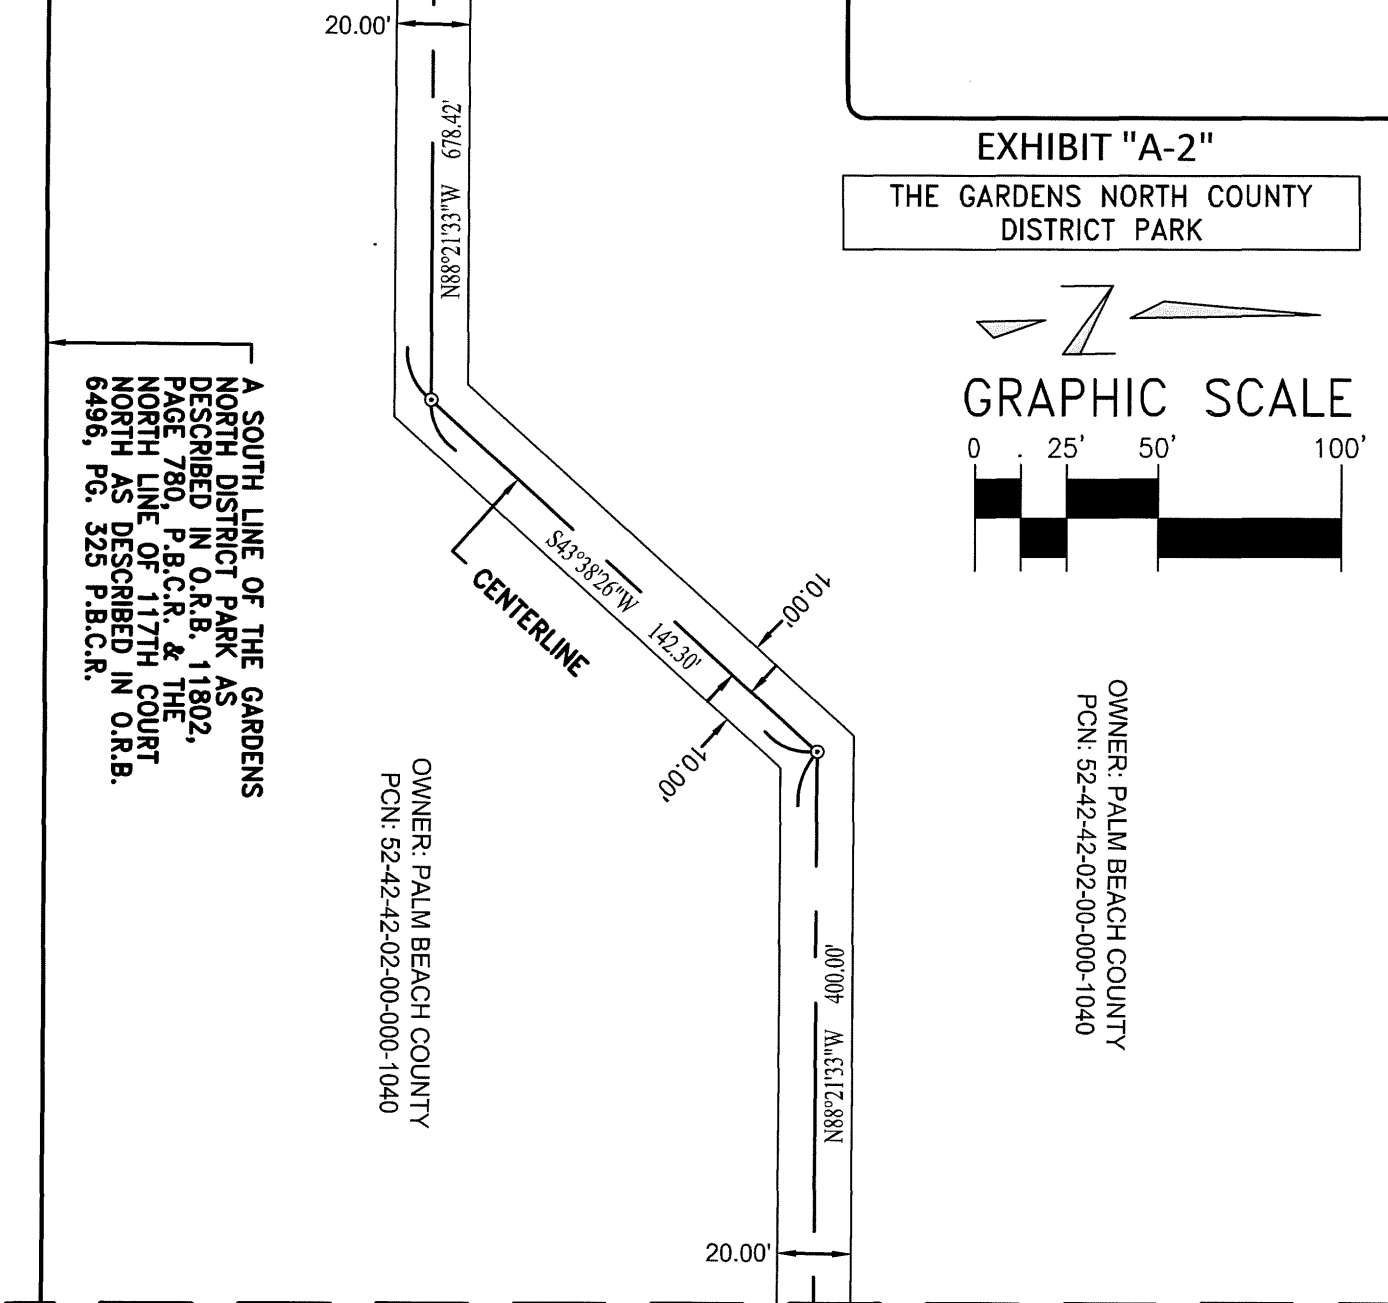 20.00'
678.42'
N88°21'33"W
EXHIBIT "A-2"
THE GARDENS NORTH COUNTY
DISTRICT PARK
Z
GRAPHIC SCALE
0 25' 50' 100'
A SOUTH LINE OF THE GARDENS
NORTH DISTRICT PARK AS
DESCRIBED IN O.R.B. 11802,
PAGE 780, P.B.C.R. & THE
NORTH LINE OF 117TH COURT
NORTH AS DESCRIBED IN O.R.B.
6496, PG. 325 P.B.C.R.
S43°38'26"W 142.30'
CENTERLINE
10.00'
10.00'
OWNER: PALM BEACH COUNTY
PCN: 52-42-42-02-00-000-1040
OWNER: PALM BEACH COUNTY
PCN: 52-42-42-02-00-000-1040
N88°21'33"W 400.00'
20.00'